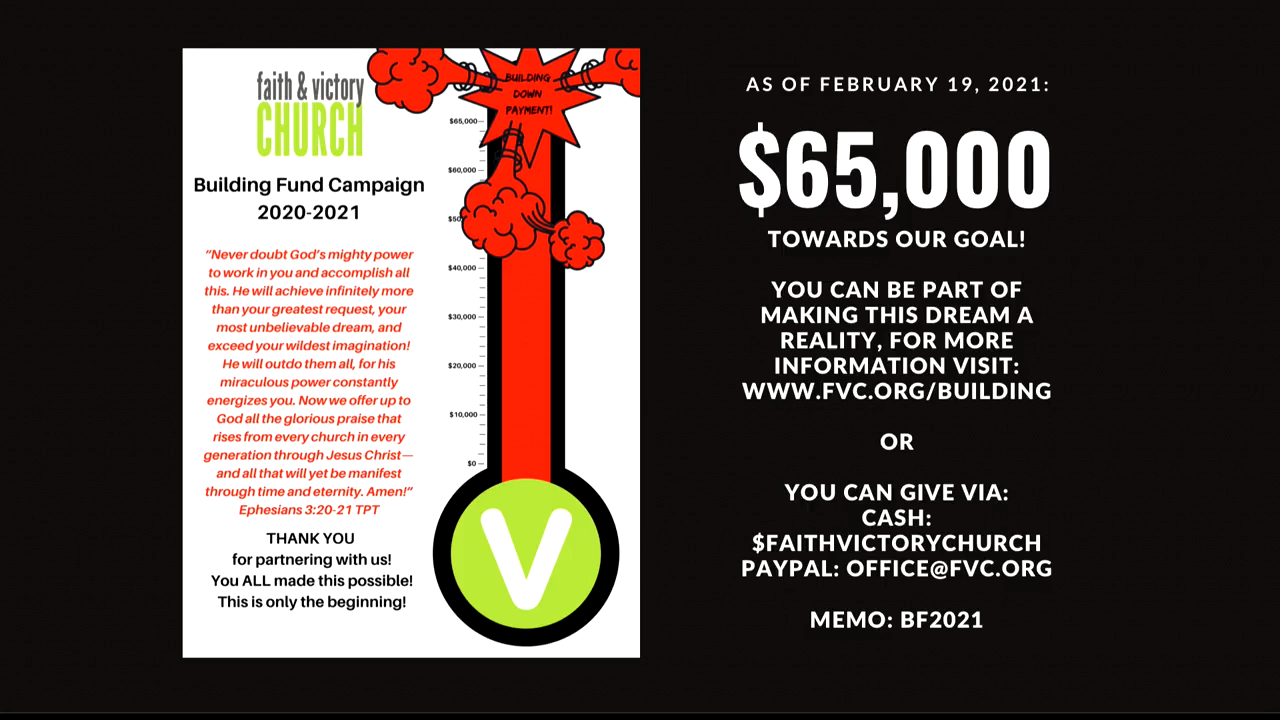 faith & victory
CHURCH
Building Fund Campaign
2020-2021
“Never doubt God’s mighty power
to work in you and accomplish all
this. He will achieve infinitely more
than your greatest request, your
most unbelievable dream, and
exceed your wildest imagination!
He will outdo them all, for his
miraculous power constantly
energizes you. Now we offer up to
God all the glorious praise that
rises from every church in every
generation through Jesus Christ—
and all that will yet be manifest
through time and eternity. Amen!”
Ephesians 3:20-21 TPT
THANK YOU
for partnering with us!
You ALL made this possible!
This is only the beginning!
BUILDING
DOWN
PAYMENT!
$65,000
$60,000
$40,000
$30,000
$20,000
$10,000
$0
V
AS OF FEBRUARY 19, 2021:
$65,000
TOWARDS OUR GOAL!
YOU CAN BE PART OF
MAKING THIS DREAM A
REALITY, FOR MORE
INFORMATION VISIT:
WWW.FVC.ORG/BUILDING
OR
YOU CAN GIVE VIA:
CASH:
$FAITHVICTORYCHURCH
PAYPAL: OFFICE@FVC.ORG
MEMO: BF2021